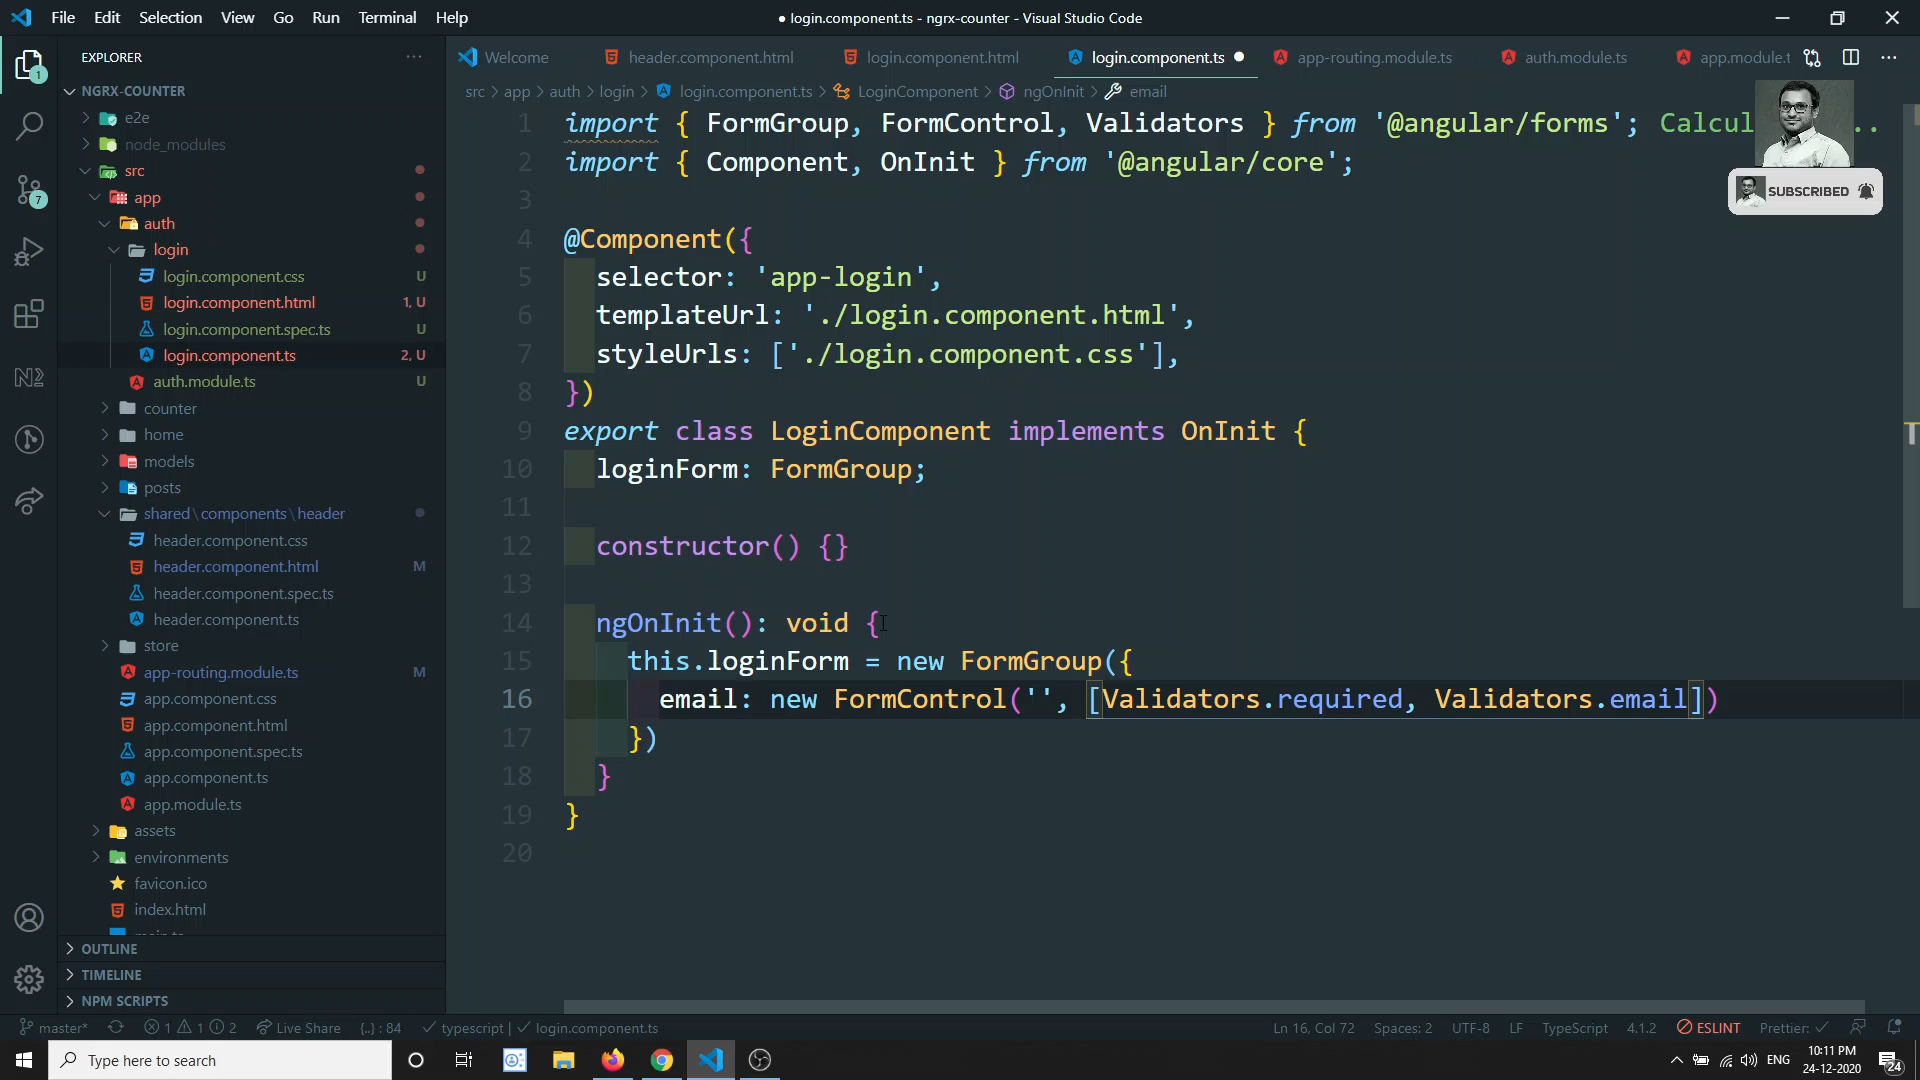 File Edit Selection View Go Run Terminal Help
● login.component.ts - ngrx-counter - Visual Studio Code
EXPLORER
Welcome
header.component.html
login.component.html
login.component.ts
app-routing.module.ts
auth.module.ts
app.module.t
src > app > auth > login > login.component.ts > LoginComponent > ngOnInit > email
NGRX-COUNTER
e2e
node_modules
src
app
auth
login
login.component.css U
login.component.html 1, U
login.component.spec.ts U
login.component.ts 2, U
auth.module.ts U
counter
home
models
posts
shared\components\header
header.component.css
header.component.html M
header.component.spec.ts
header.component.ts
store
app-routing.module.ts M
app.component.css
app.component.html
app.component.spec.ts
app.component.ts
app.module.ts
assets
environments
favicon.ico
index.html
OUTLINE
TIMELINE
NPM SCRIPTS
1
7
1 import { FormGroup, FormControl, Validators } from '@angular/forms'; Calcul ..
2 import { Component, OnInit } from '@angular/core';
3
4 @Component({
5 selector: 'app-login',
6 templateUrl: './login.component.html',
7 styleUrls: ['./login.component.css'],
8 })
9 export class LoginComponent implements OnInit {
10 loginForm: FormGroup;
11
12 constructor() {}
13
14 ngOnInit(): void {
15 this.loginForm = new FormGroup({
16 email: new FormControl('', [Validators.required, Validators.email])
17 })
18 }
19 }
20
SUBSCRIBED
master* 1 1 2 Live Share {..} : 84 typescript | login.component.ts
Ln 16, Col 72 Spaces: 2 UTF-8 LF TypeScript 4.1.2 ESLINT Prettier:
Type here to search
ENG
10:11 PM
24-12-2020
24